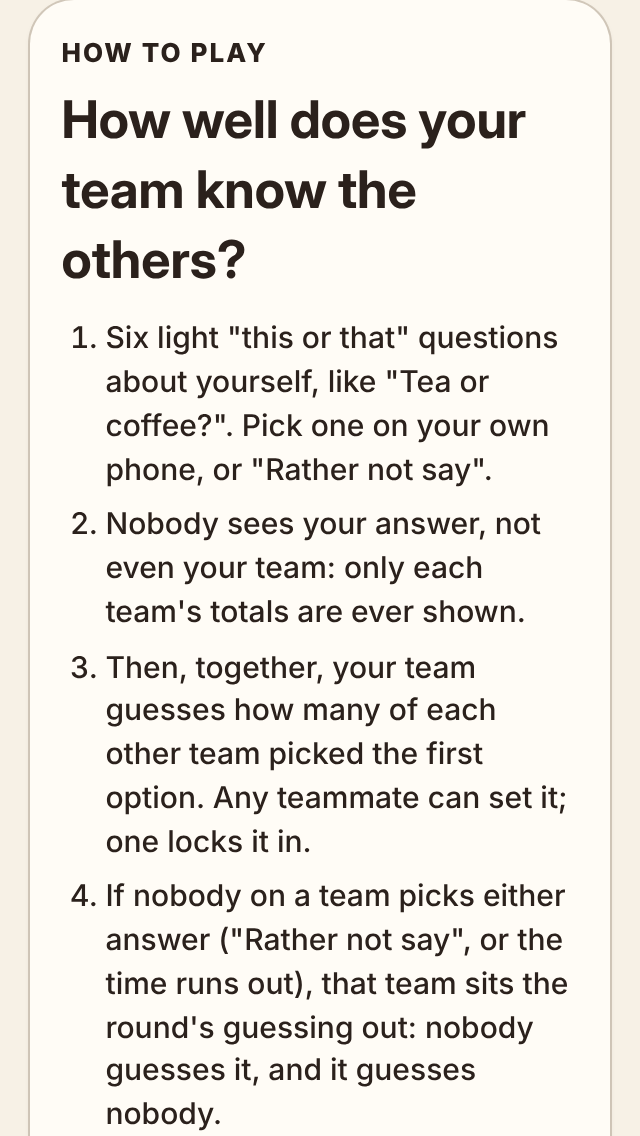 HOW TO PLAY
How well does your
team know the
others?
1. Six light "this or that" questions
about yourself, like "Tea or
coffee?". Pick one on your own
phone, or "Rather not say".
2. Nobody sees your answer, not
even your team: only each
team's totals are ever shown.
3. Then, together, your team
guesses how many of each
other team picked the first
option. Any teammate can set it;
one locks it in.
4. If nobody on a team picks either
answer ("Rather not say", or the
time runs out), that team sits the
round's guessing out: nobody
guesses it, and it guesses
nobody.